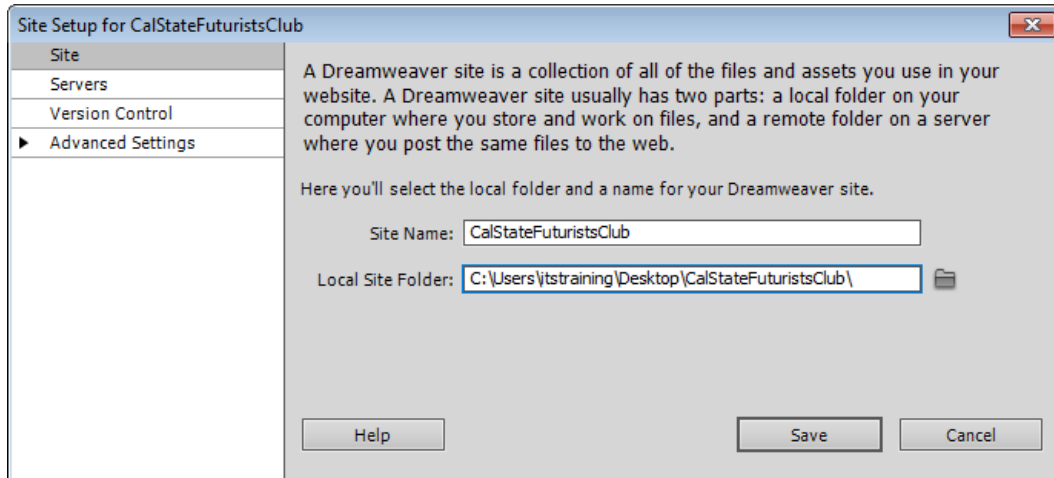 Site Setup for CalStateFuturistsClub
Site
Servers
Version Control
Advanced Settings
A Dreamweaver site is a collection of all of the files and assets you use in your
website. A Dreamweaver site usually has two parts: a local folder on your
computer where you store and work on files, and a remote folder on a server
where you post the same files to the web.
Here you'll select the local folder and a name for your Dreamweaver site.
Site Name: CalStateFuturistsClub
Local Site Folder: C:\Users\itstraining\Desktop\CalStateFuturistsClub\
Help Save Cancel